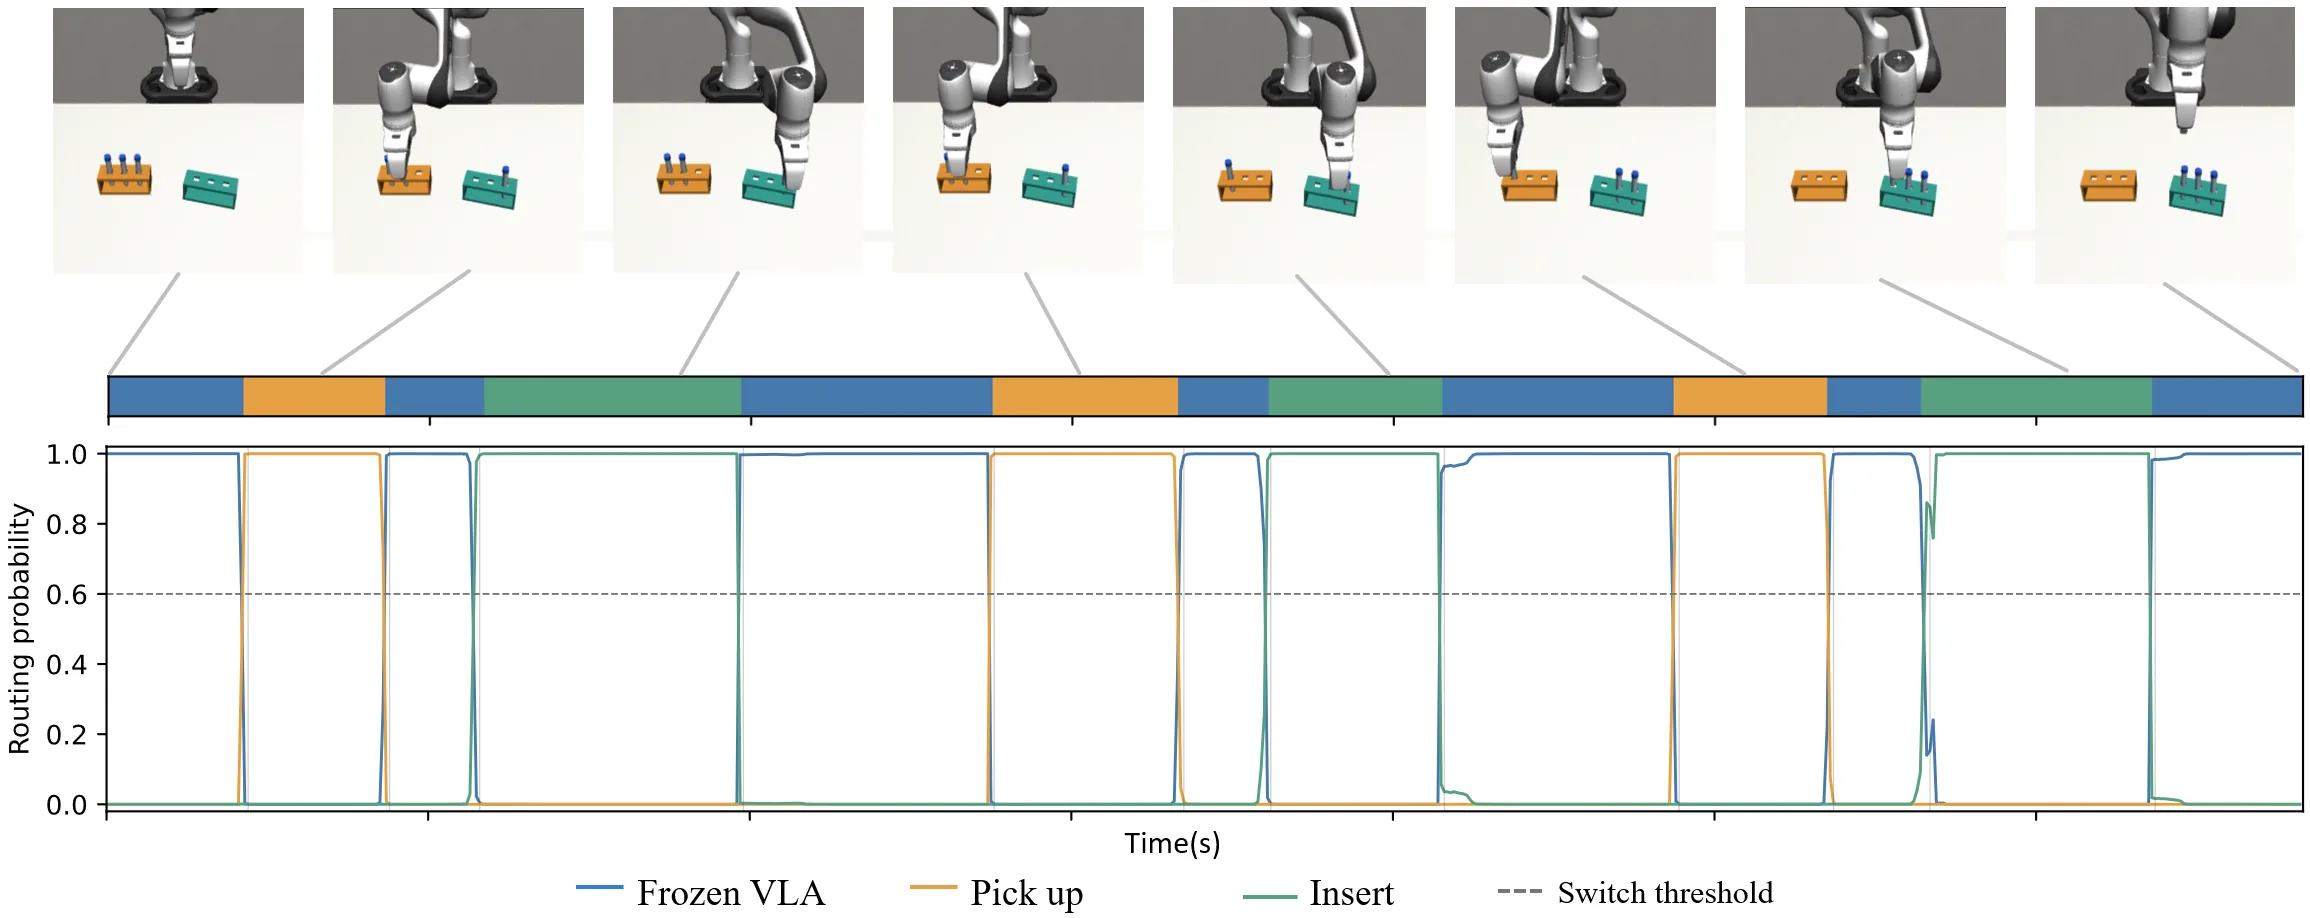 1.0
0.8
0.6
0.4
0.2
0.0
Routing probability
Time(s)
Frozen VLA
Pick up
Insert
Switch threshold